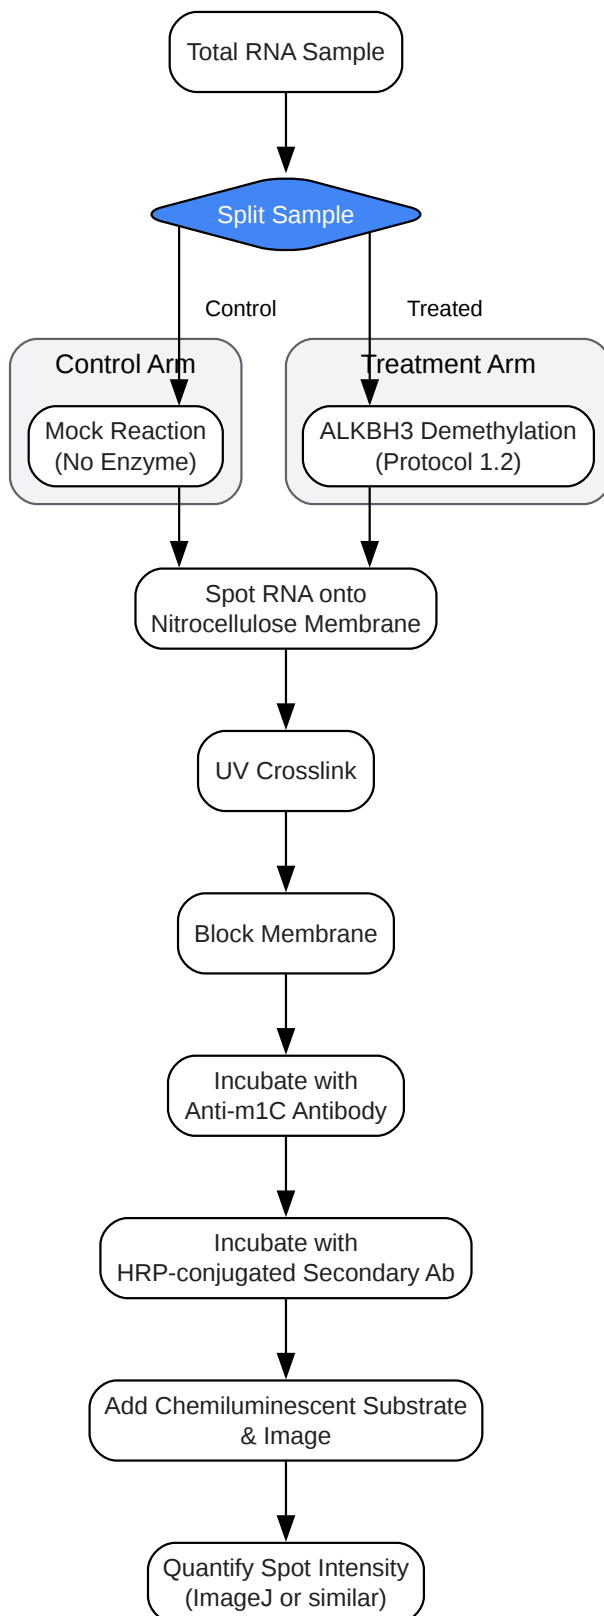 Total RNA Sample
Split Sample
Control
Treated
Control Arm
Treatment Arm
Mock Reaction
(No Enzyme)
ALKBH3 Demethylation
(Protocol 1.2)
Spot RNA onto
Nitrocellulose Membrane
UV Crosslink
Block Membrane
Incubate with
Anti-m1C Antibody
Incubate with
HRP-conjugated Secondary Ab
Add Chemiluminescent Substrate
& Image
Quantify Spot Intensity
(ImageJ or similar)